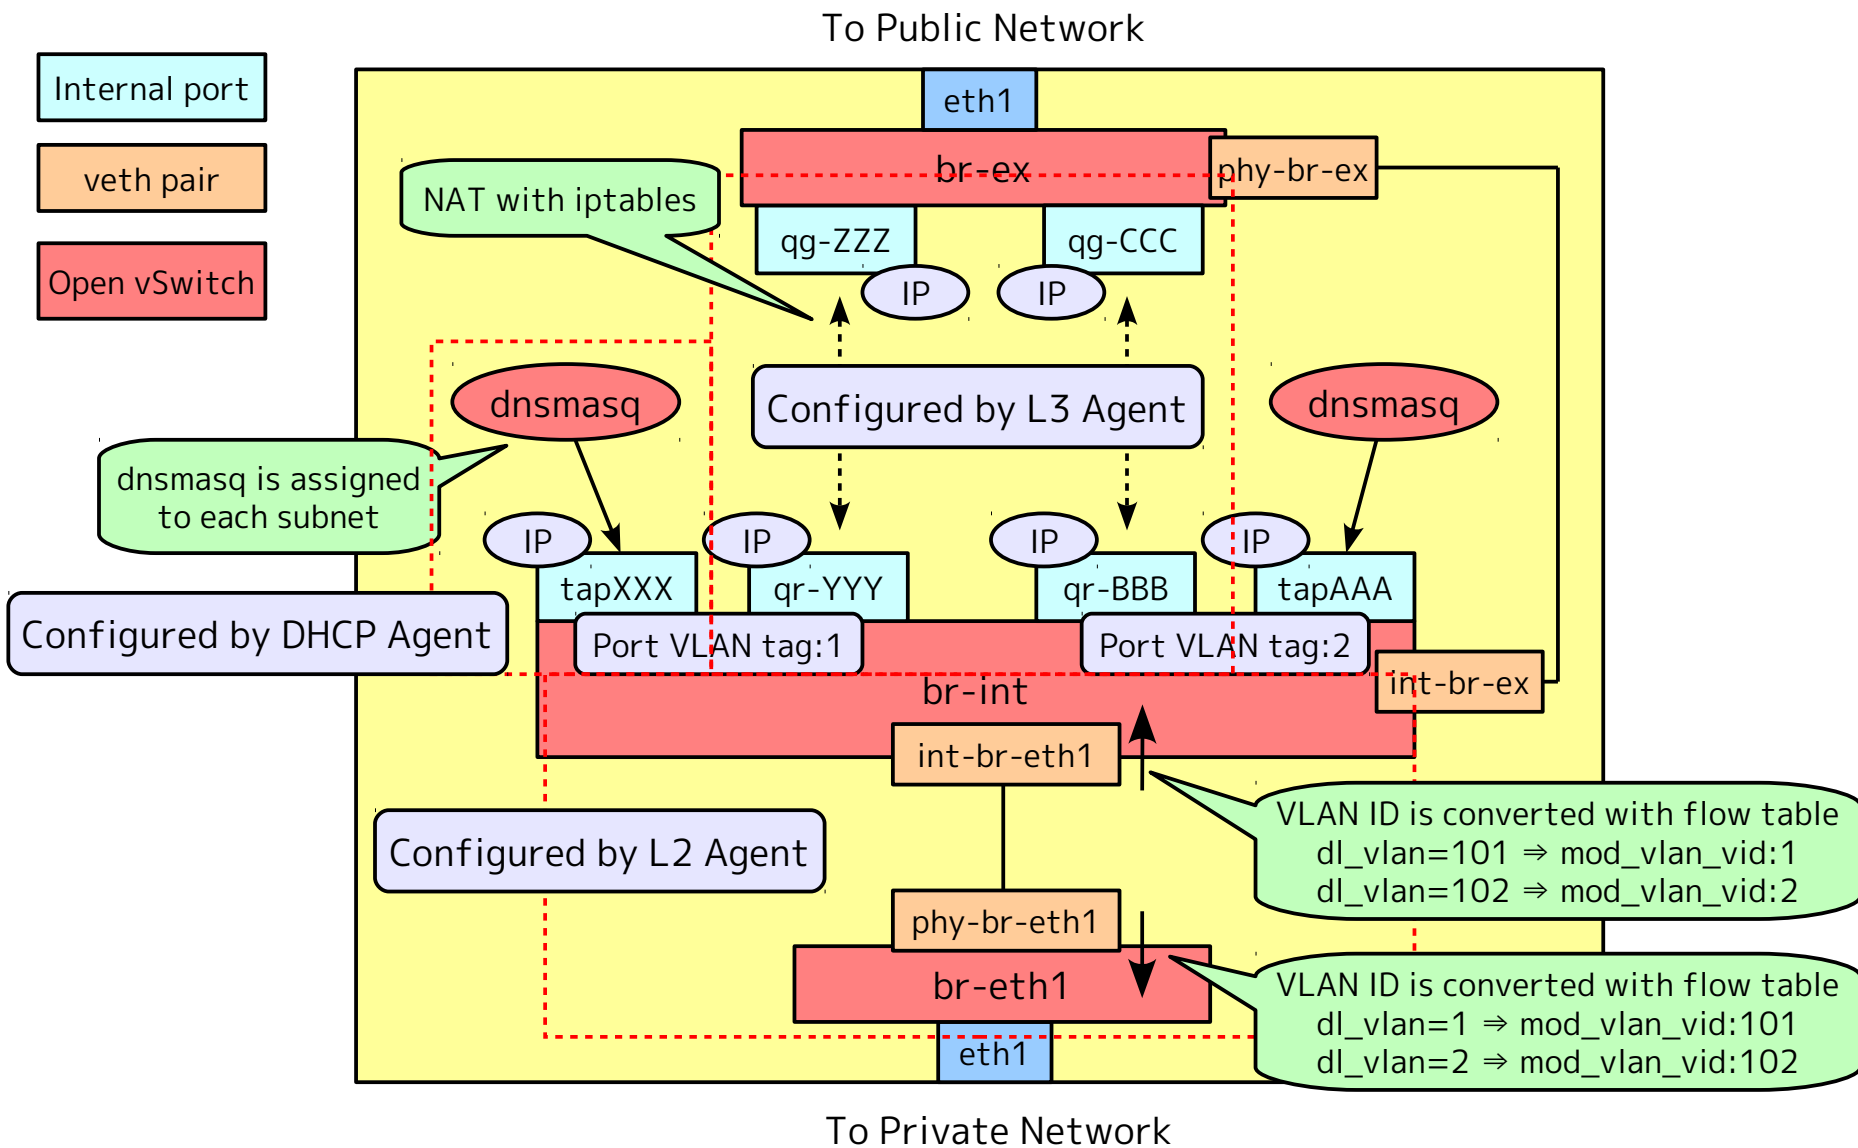 To Public Network
Internal port
veth pair
Open vSwitch
eth1
br-ex
phy-br-ex
NAT with iptables
qg-ZZZ
qg-CCC
IP
IP
dnsmasq
Configured by L3 Agent
dnsmasq
dnsmasq is assigned
to each subnet
IP
IP
IP
IP
tapXXX
qr-YYY
qr-BBB
tapAAA
Configured by DHCP Agent
Port VLAN tag:1
Port VLAN tag:2
br-int
int-br-ex
int-br-eth1
VLAN ID is converted with flow table
dl_vlan=101 ⇒ mod_vlan_vid:1
dl_vlan=102 ⇒ mod_vlan_vid:2
Configured by L2 Agent
phy-br-eth1
br-eth1
VLAN ID is converted with flow table
dl_vlan=1 ⇒ mod_vlan_vid:101
dl_vlan=2 ⇒ mod_vlan_vid:102
eth1
To Private Network